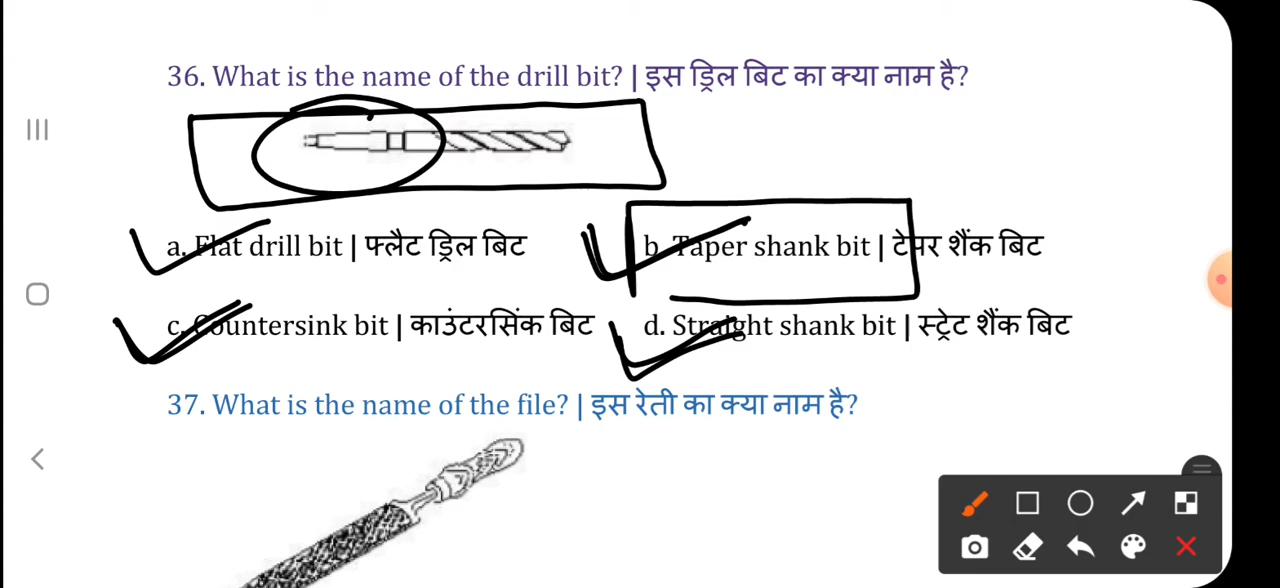 36. What is the name of the drill bit? | इस ड्रिल बिट का क्या नाम है?
a. Flat drill bit | फ्लैट ड्रिल बिट b. Taper shank bit | टेपर शैंक बिट
c. Countersink bit | काउंटरसिंक बिट d. Straight shank bit | स्ट्रेट शैंक बिट
37. What is the name of the file? | इस रेती का क्या नाम है?